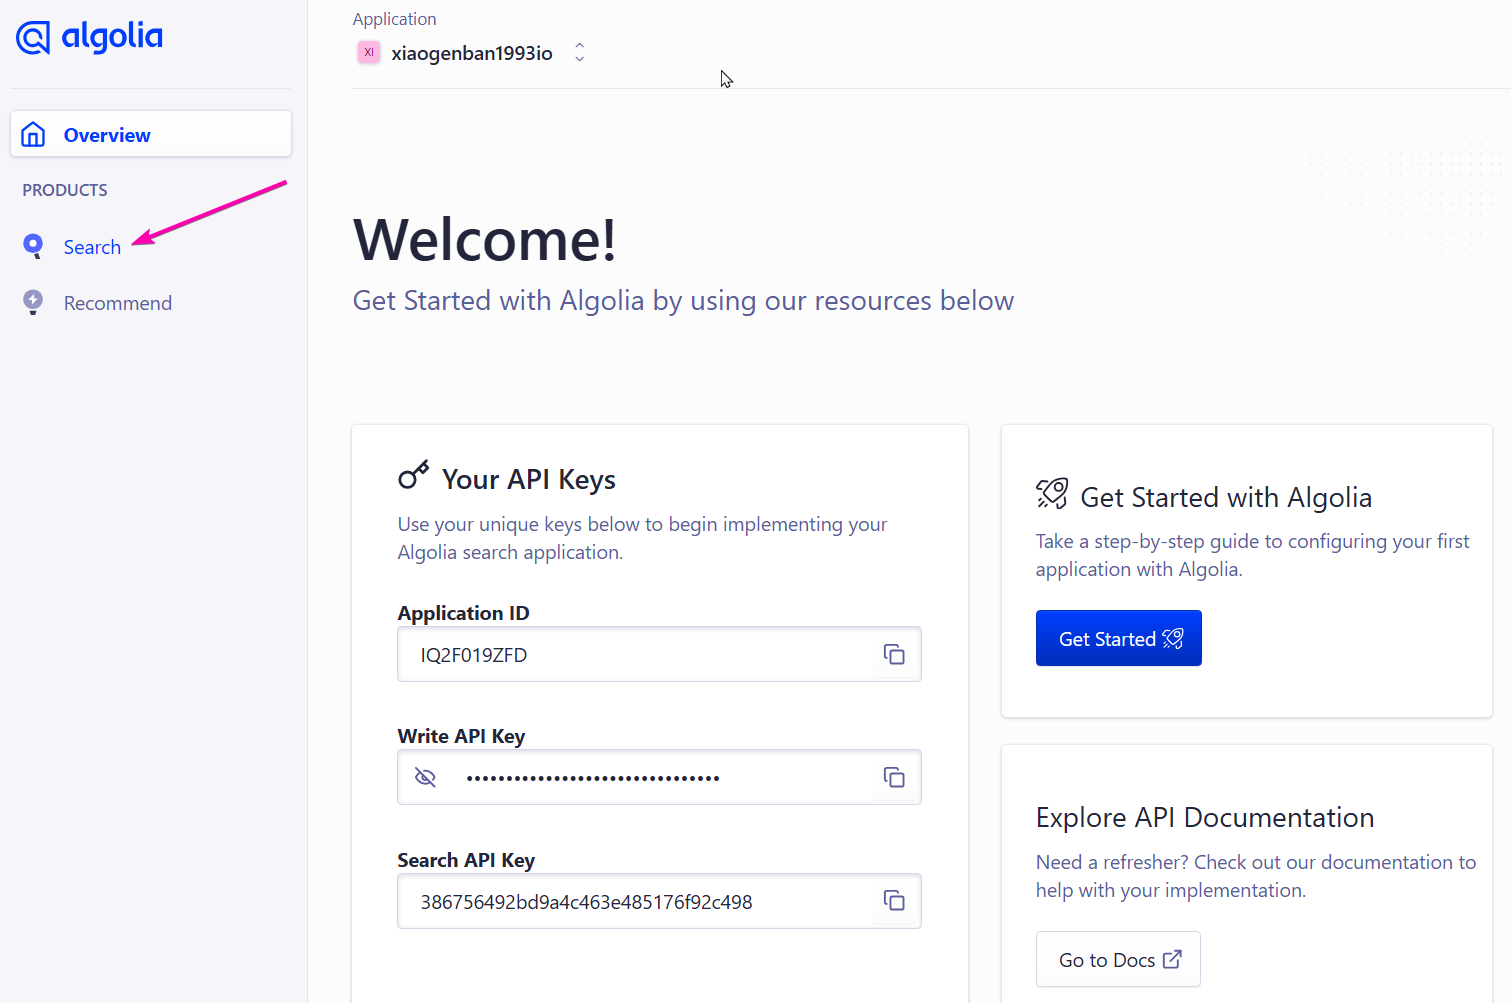 algolia
Application
XI
xiaogenban1993io
Overview
PRODUCTS
Search
Recommend
Welcome!
Get Started with Algolia by using our resources below
Your API Keys
Use your unique keys below to begin implementing your
Algolia search application.
Application ID
IQ2F019ZFD
Write API Key
••••••••••••••••••••••••••••••••
Search API Key
386756492bd9a4c463e485176f92c498
Get Started with Algolia
Take a step-by-step guide to configuring your first
application with Algolia.
Get Started
Explore API Documentation
Need a refresher? Check out our documentation to
help with your implementation.
Go to Docs